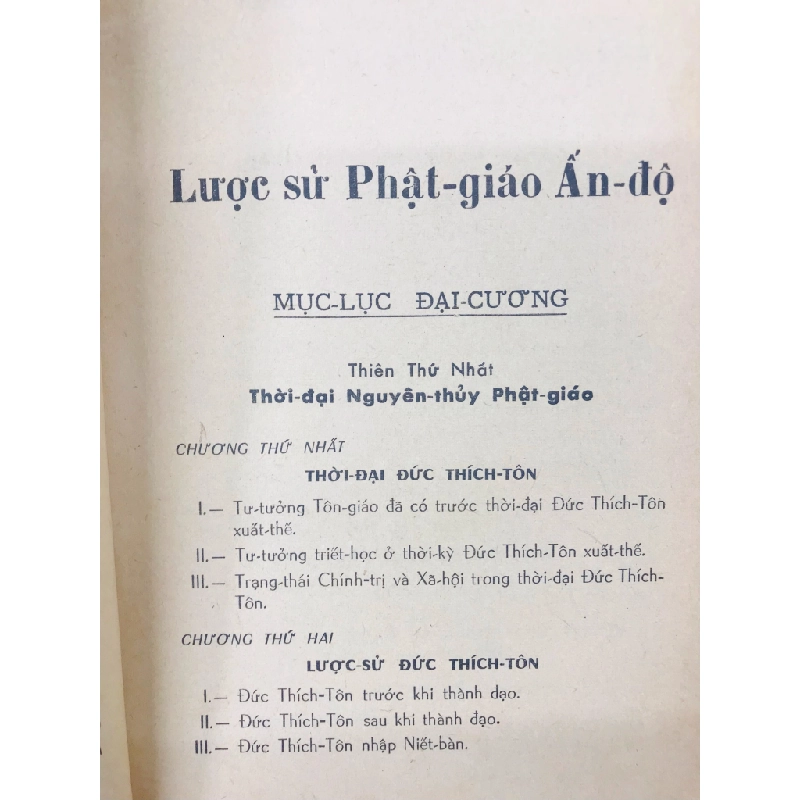 Lược sử Phật-giáo Ấn-độ
MỤC-LỤC ĐẠI-CƯƠNG
Thiên Thứ Nhất
Thời-đại Nguyên-thủy Phật-giáo
CHƯƠNG THỨ NHẤT
THỜI-ĐẠI ĐỨC THÍCH-TÔN
I.— Tư-tưởng Tôn-giáo đã có trước thời-đại Đức Thích-Tôn
xuất-thế.
II.— Tư-tưởng triết-học ở thời-kỳ Đức Thích-Tôn xuất-thế.
III.— Trạng-thái Chính-trị và Xã-hội trong thời-đại Đức Thích-
Tôn.
CHƯƠNG THỨ HAI
LƯỢC-SỬ ĐỨC THÍCH-TÔN
I.— Đức Thích-Tôn trước khi thành đạo.
II.— Đức Thích-Tôn sau khi thành đạo.
III.— Đức Thích-Tôn nhập Niết-bàn.